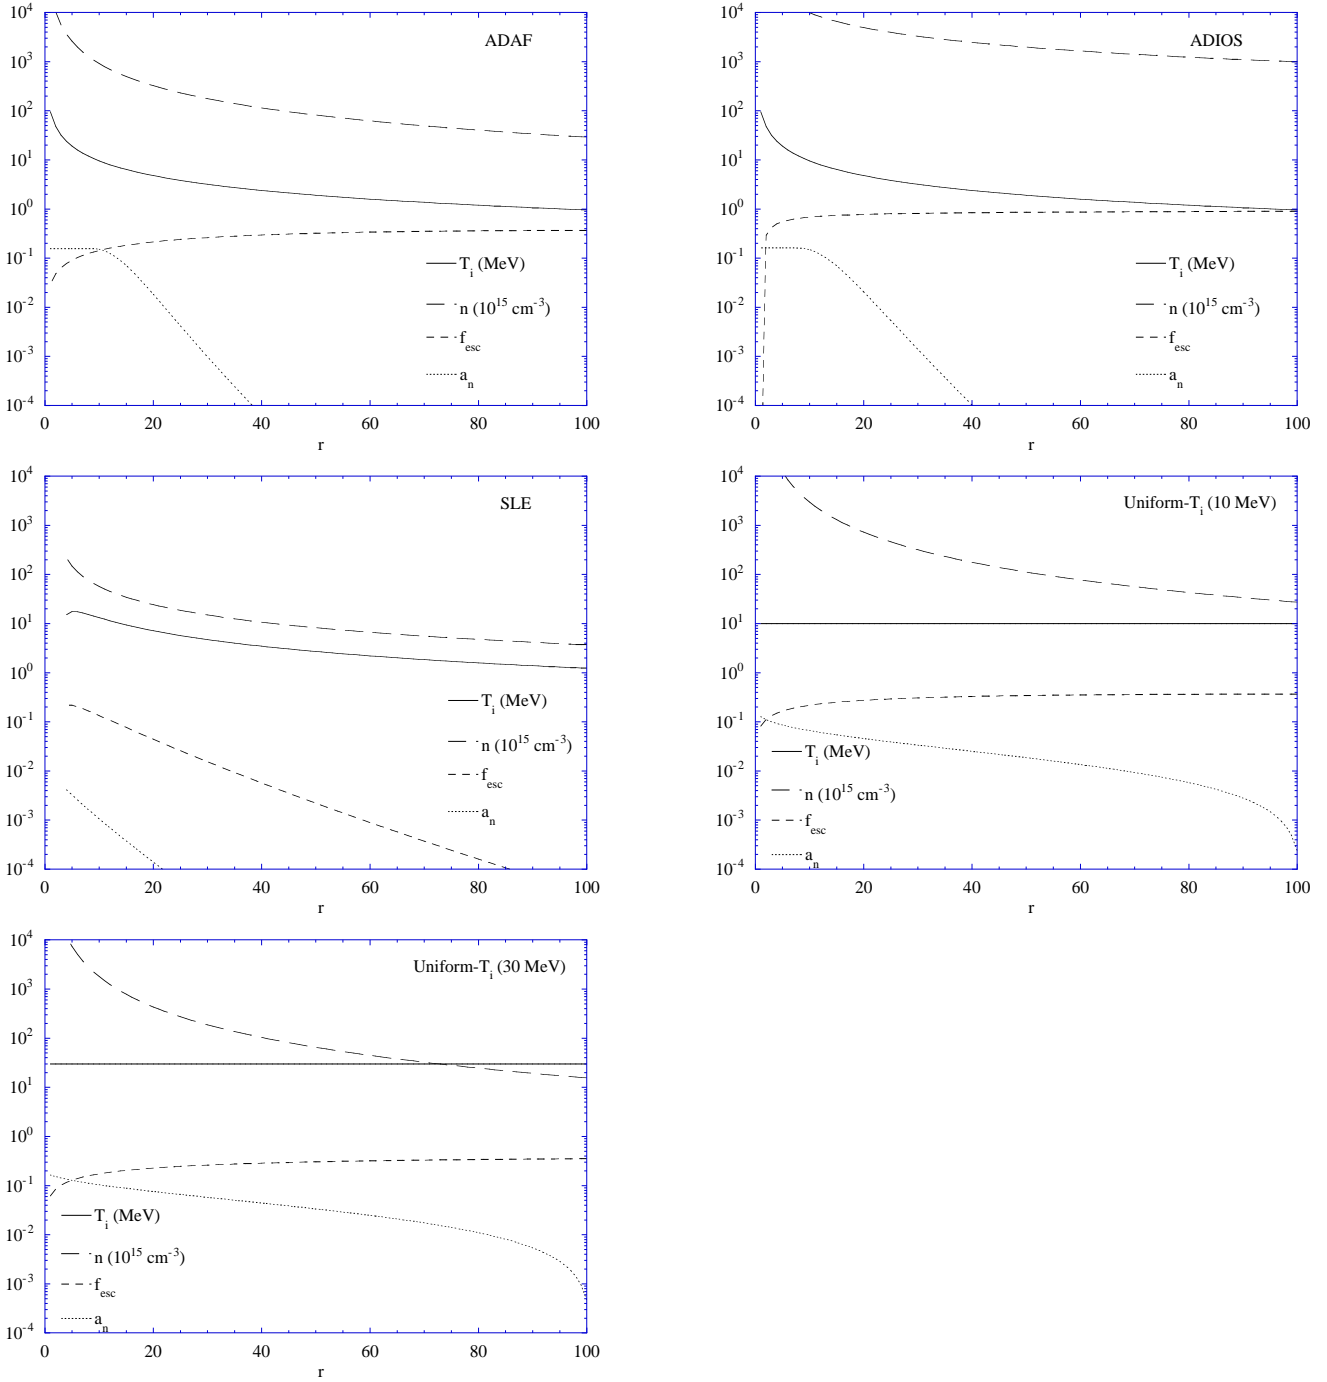 ADAF
10^4
10^3
10^2
10^1
10^0
10^-1
10^-2
10^-3
10^-4
T_i (MeV)
n (10^15 cm^-3)
f_esc
a_n
0 20 40 60 80 100
r
ADIOS
10^4
10^3
10^2
10^1
10^0
10^-1
10^-2
10^-3
10^-4
T_i (MeV)
n (10^15 cm^-3)
f_esc
a_n
0 20 40 60 80 100
r
SLE
10^4
10^3
10^2
10^1
10^0
10^-1
10^-2
10^-3
10^-4
T_i (MeV)
n (10^15 cm^-3)
f_esc
a_n
0 20 40 60 80 100
r
Uniform-T_i (10 MeV)
10^4
10^3
10^2
10^1
10^0
10^-1
10^-2
10^-3
10^-4
T_i (MeV)
n (10^15 cm^-3)
f_esc
a_n
0 20 40 60 80 100
r
Uniform-T_i (30 MeV)
10^4
10^3
10^2
10^1
10^0
10^-1
10^-2
10^-3
10^-4
T_i (MeV)
n (10^15 cm^-3)
f_esc
a_n
0 20 40 60 80 100
r